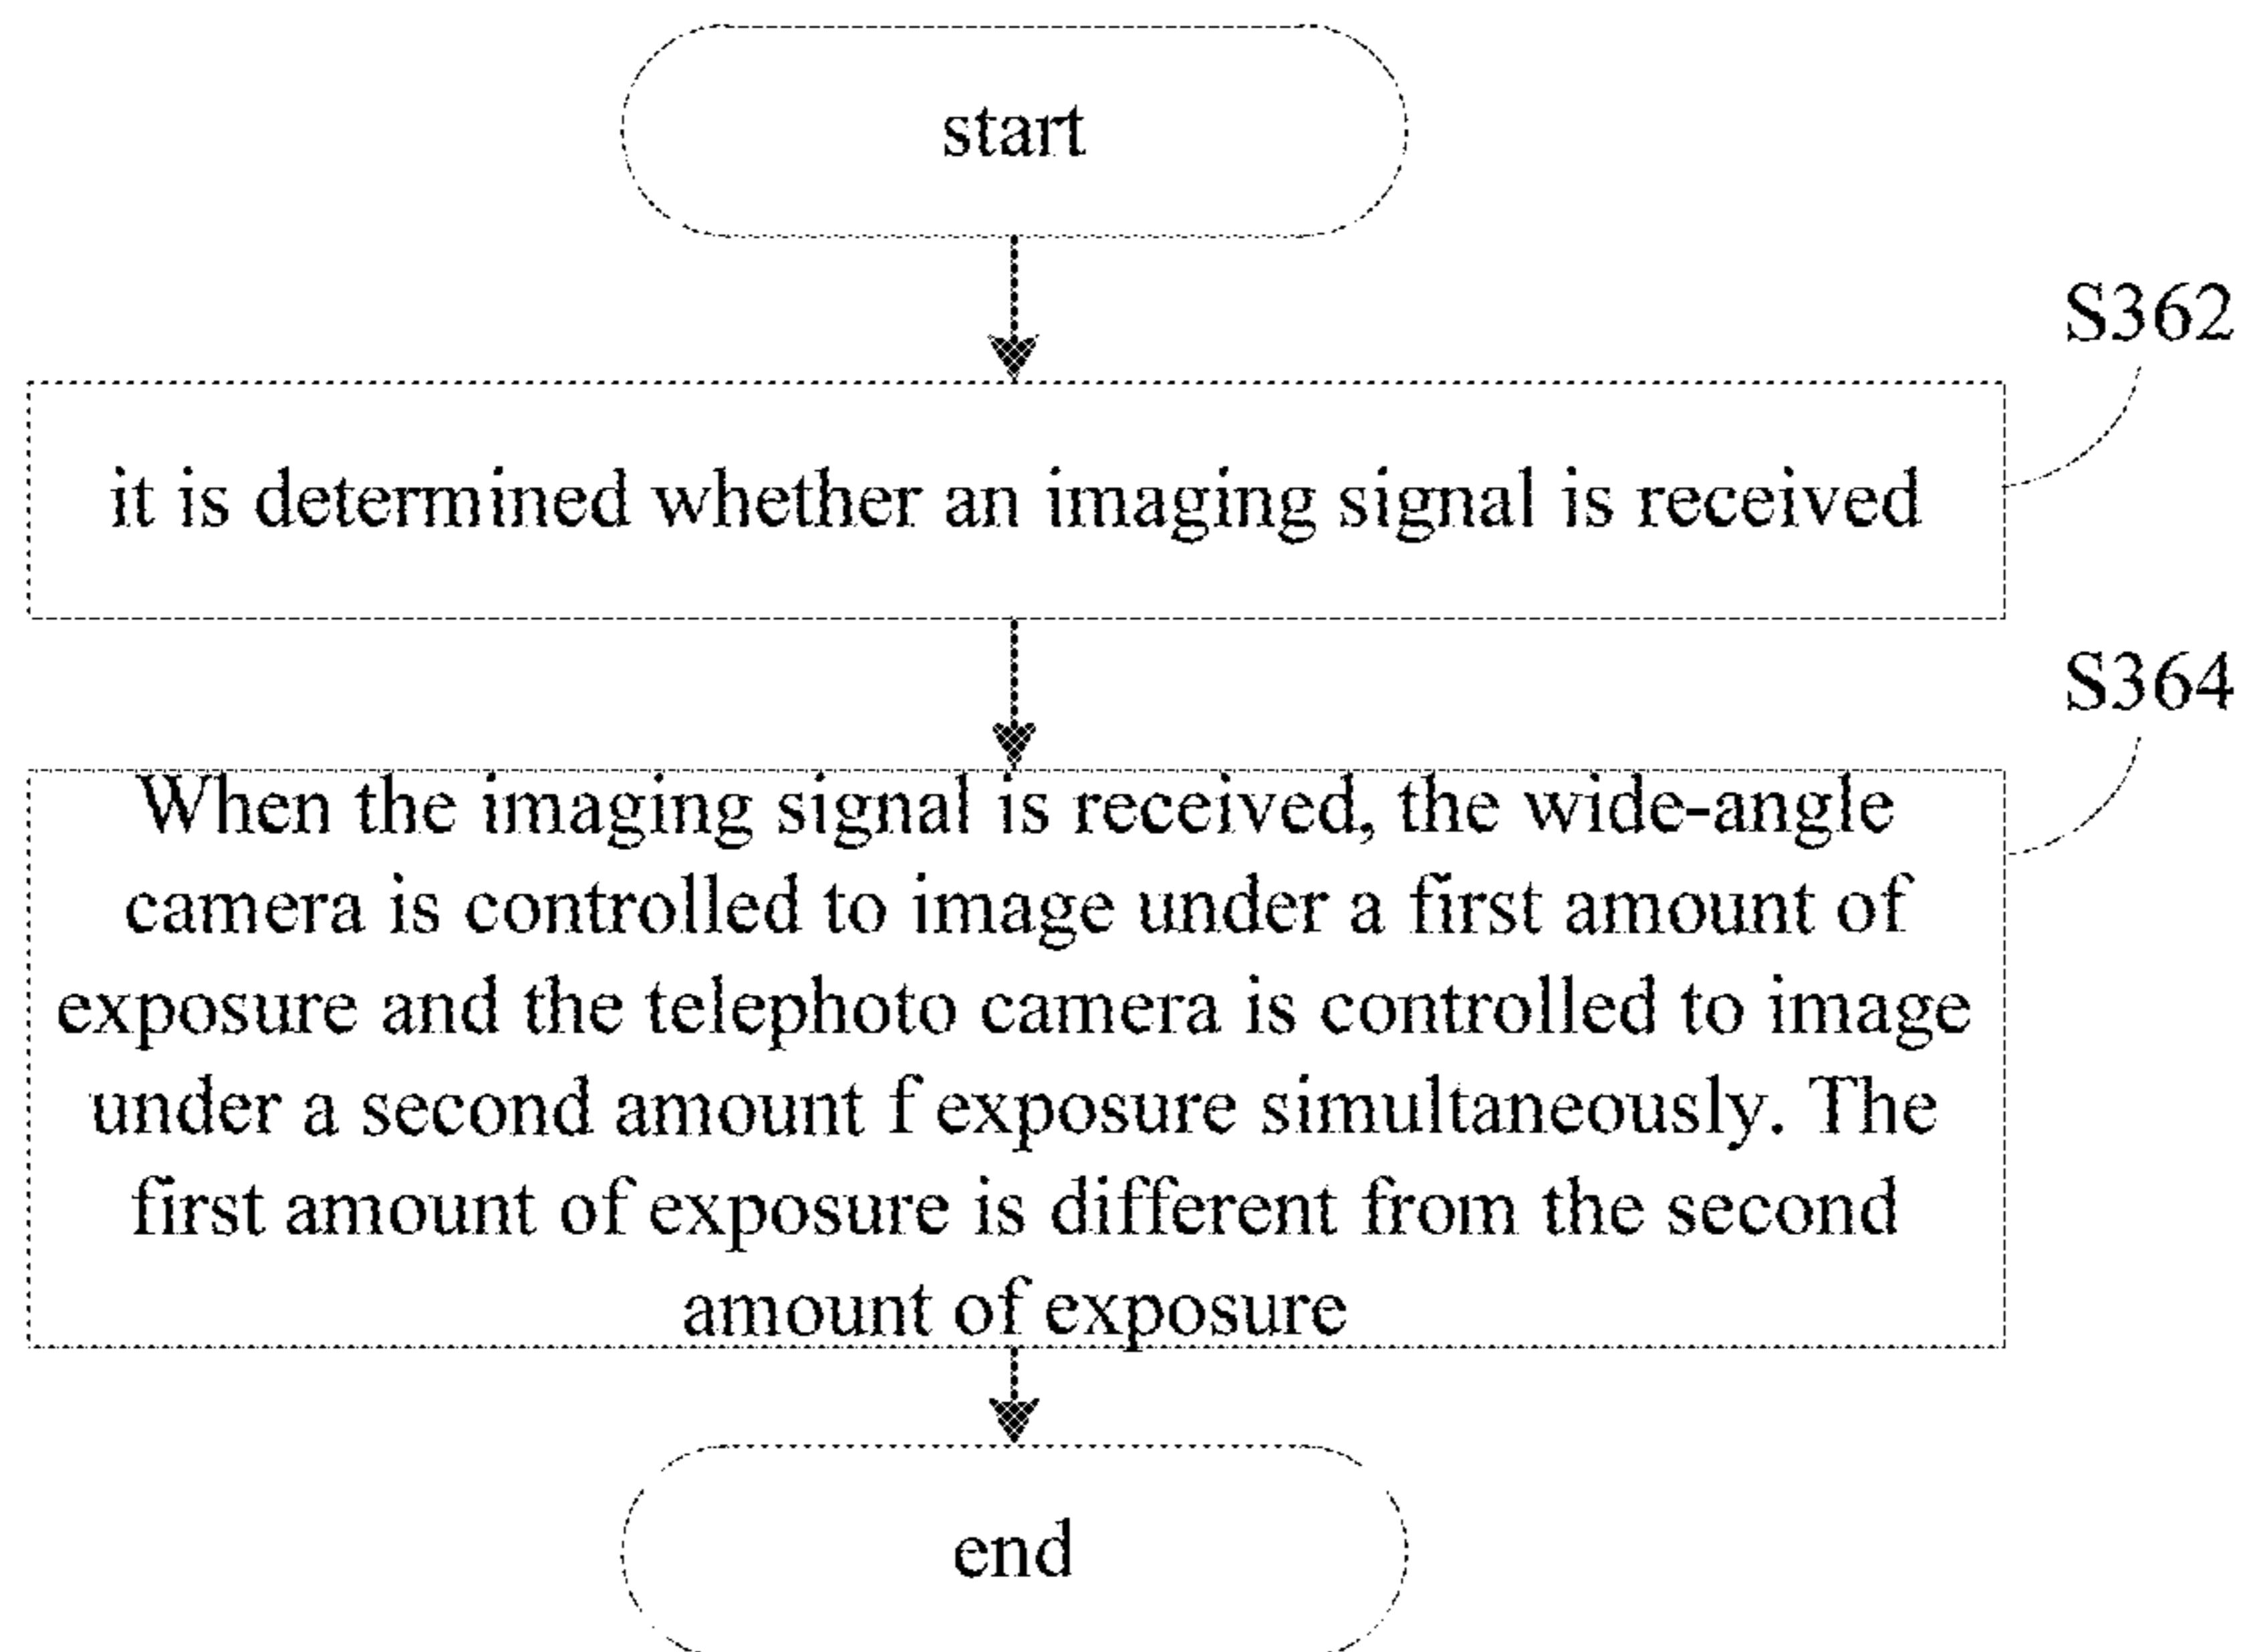 start
S362
it is determined whether an imaging signal is received
S364
When the imaging signal is received, the wide-angle
camera is controlled to image under a first amount of
exposure and the telephoto camera is controlled to image
under a second amount f exposure simultaneously. The
first amount of exposure is different from the second
amount of exposure
end